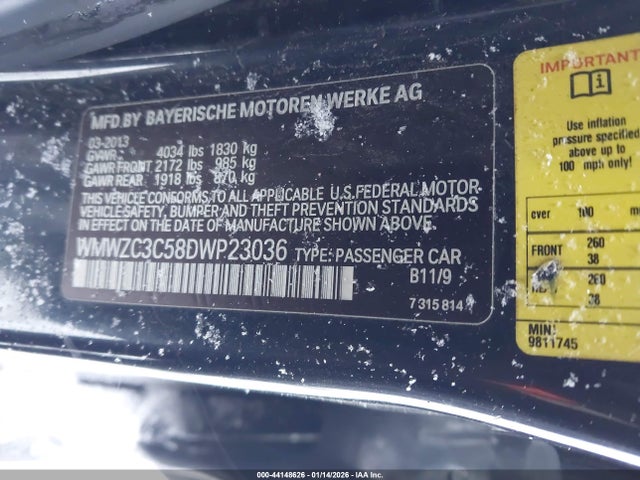 MFD BY BAYERISCHE MOTOREN WERKE AG
03-2013
GVWR 4034 lbs 1830 kg
GAWR FRONT 2172 lbs 985 kg
GAWR REAR 1918 lbs 870 kg
THIS VEHICLE CONFORMS TO ALL APPLICABLE U.S.FEDERAL MOTOR
VEHICLE SAFETY, BUMPER AND THEFT PREVENTION STANDARDS
IN EFFECT ON THE DATE OF MANUFACTURE SHOWN ABOVE.
WMWZC3C58DWP23036 TYPE: PASSENGER CAR
B11/9
7 315 814
IMPORTANT
Use inflation
pressure specified
above up to
100 mph only!
over 100
FRONT 260
38
260
38
MINI
9811745
000-44148626 - 01/14/2026 - IAA Inc.